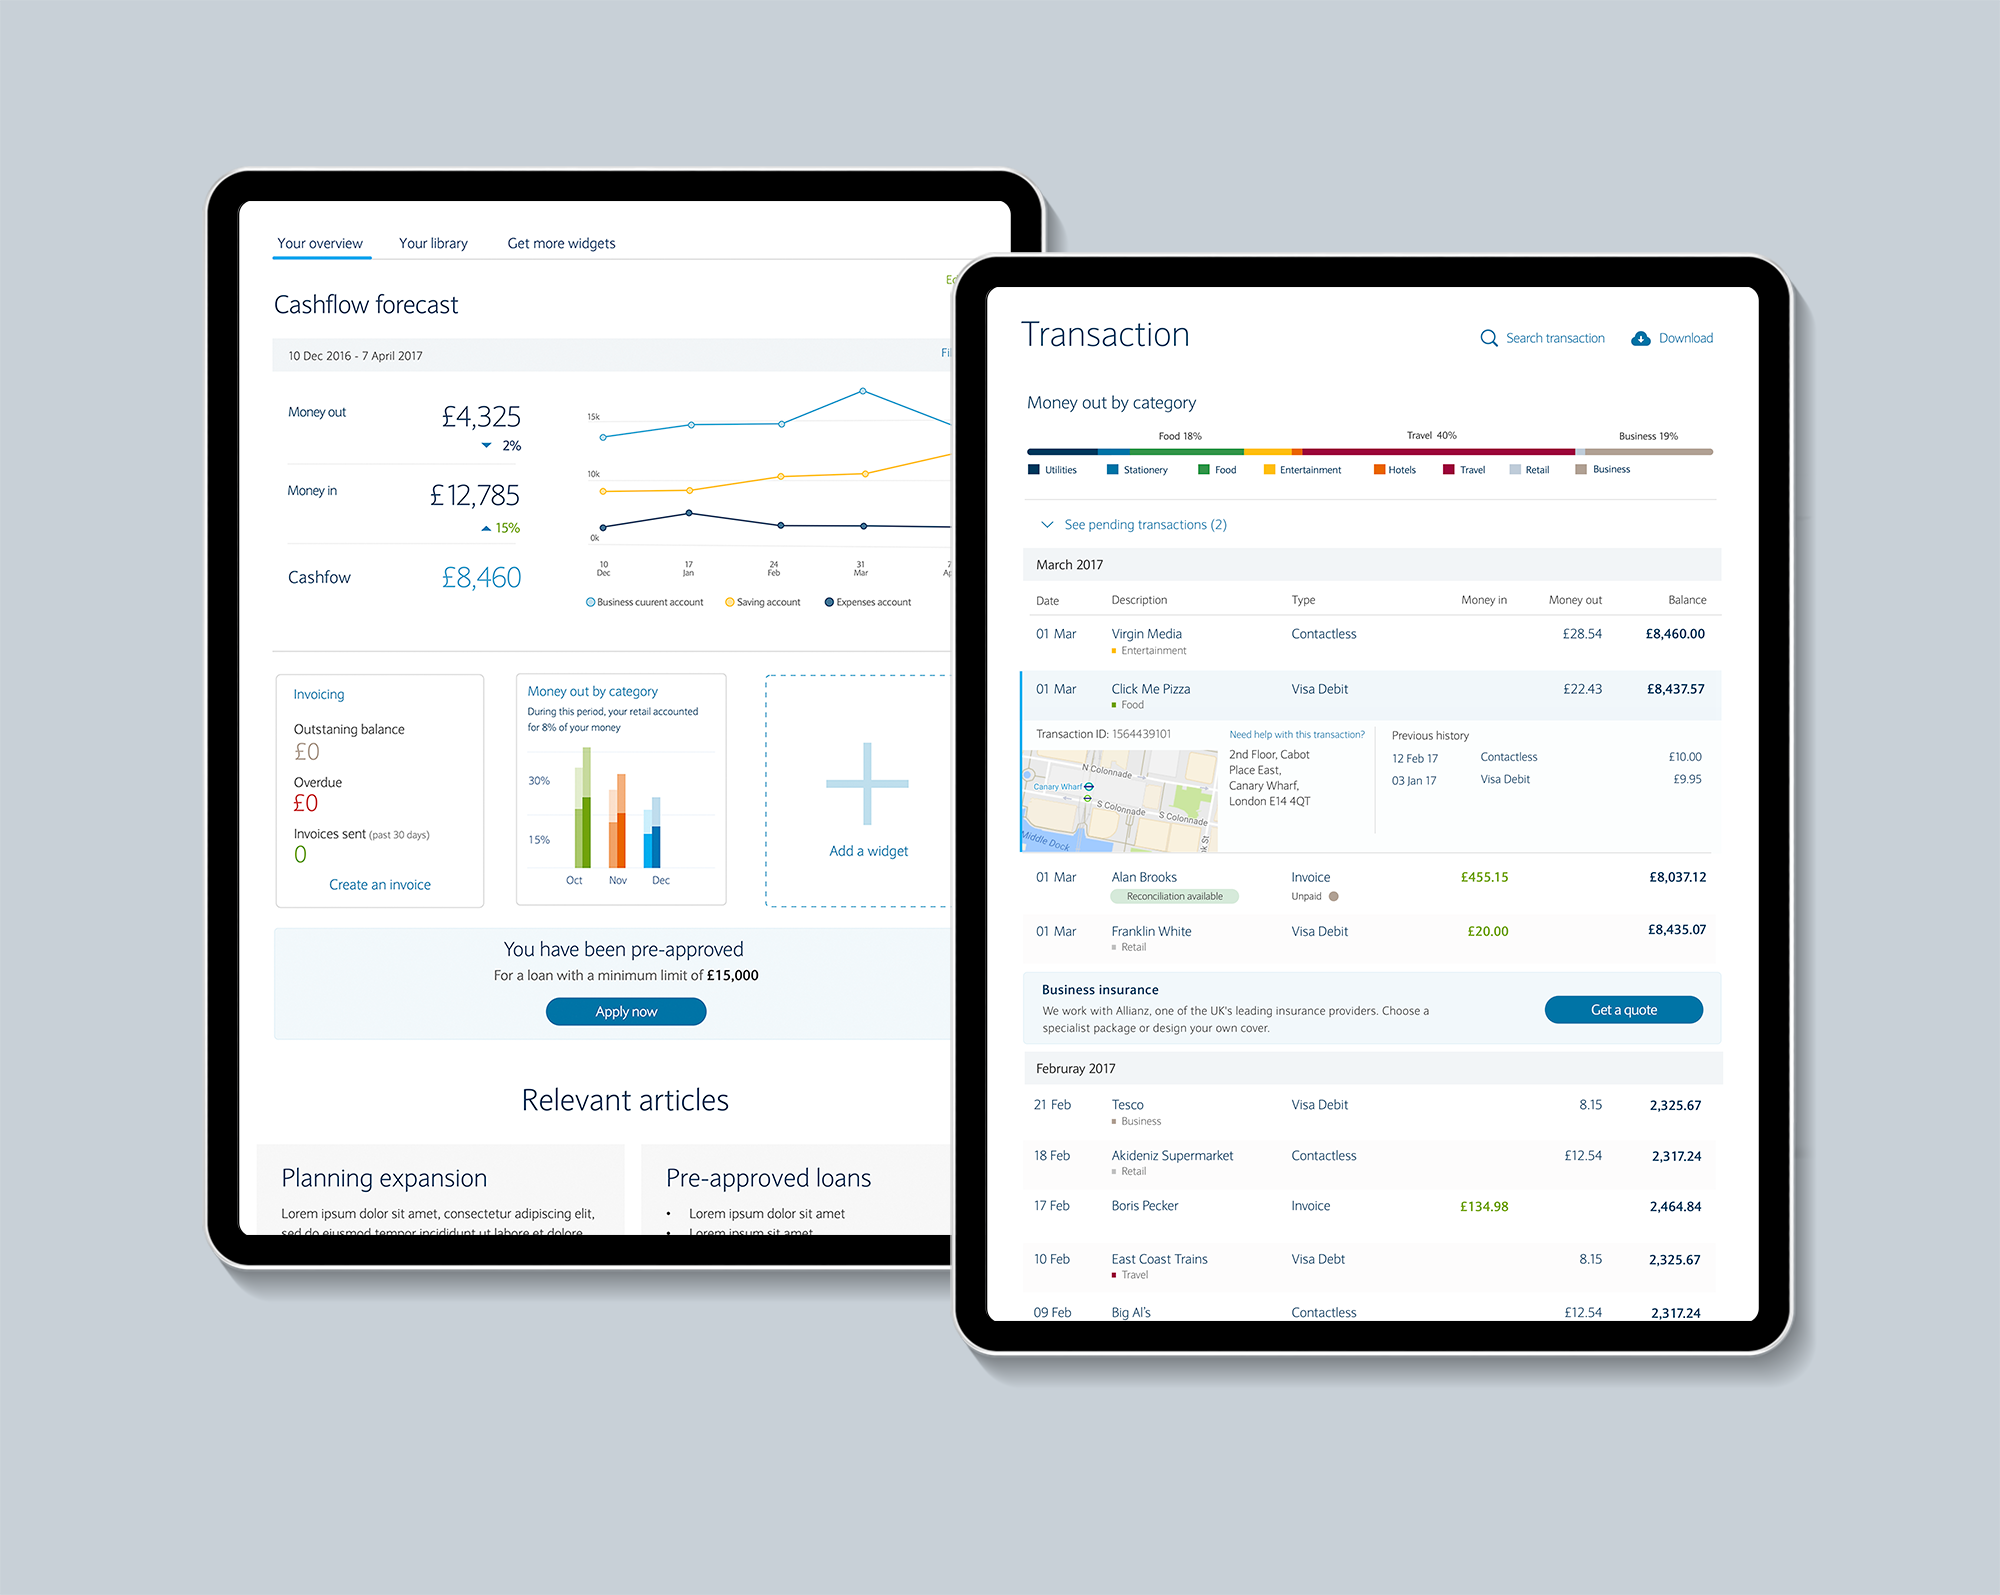 Your overview
Your library
Get more widgets
Cashflow forecast
10 Dec 2016 - 7 April 2017
Money out
£4,325
2%
Money in
£12,785
15%
Cashfow
£8,460
15k
10k
0k
10 Dec
17 Jan
24 Feb
31 Mar
Business cuurent account
Saving account
Expenses account
Invoicing
Outstaning balance
£0
Overdue
£0
Invoices sent (past 30 days)
0
Create an invoice
Money out by category
During this period, your retail accounted
for 8% of your money
30%
15%
Oct
Nov
Dec
Add a widget
You have been pre-approved
For a loan with a minimum limit of £15,000
Apply now
Relevant articles
Planning expansion
Lorem ipsum dolor sit amet, consectetur adipiscing elit,
sed do eiusmod tempor incididunt ut labore et dolore
Pre-approved loans
• Lorem ipsum dolor sit amet
• Lorem ipsum sit amet
Transaction
Search transaction
Download
Money out by category
Food 18%
Travel 40%
Business 19%
Utilities
Stationery
Food
Entertainment
Hotels
Travel
Retail
Business
See pending transactions (2)
March 2017
Date Description Type Money in Money out Balance
01 Mar Virgin Media Contactless £28.54 £8,460.00
Entertainment
01 Mar Click Me Pizza Visa Debit £22.43 £8,437.57
Food
Transaction ID: 1564439101
N Colonnade
Canary Wharf
S Colonnade
S Colonnade
Middle Dock
Need help with this transaction?
2nd Floor, Cabot
Place East,
Canary Wharf,
London E14 4QT
Previous history
12 Feb 17 Contactless £10.00
03 Jan 17 Visa Debit £9.95
01 Mar Alan Brooks Invoice £455.15 £8,037.12
Reconciliation available Unpaid
01 Mar Franklin White Visa Debit £20.00 £8,435.07
Retail
Business insurance
We work with Allianz, one of the UK's leading insurance providers. Choose a
specialist package or design your own cover.
Get a quote
Februray 2017
21 Feb Tesco Visa Debit 8.15 2,325.67
Business
18 Feb Akideniz Supermarket Contactless £12.54 2,317.24
Retail
17 Feb Boris Pecker Invoice £134.98 2,464.84
10 Feb East Coast Trains Visa Debt 8.15 2,325.67
Travel
09 Feb Big Al's Contactless £12.54 2,317.24